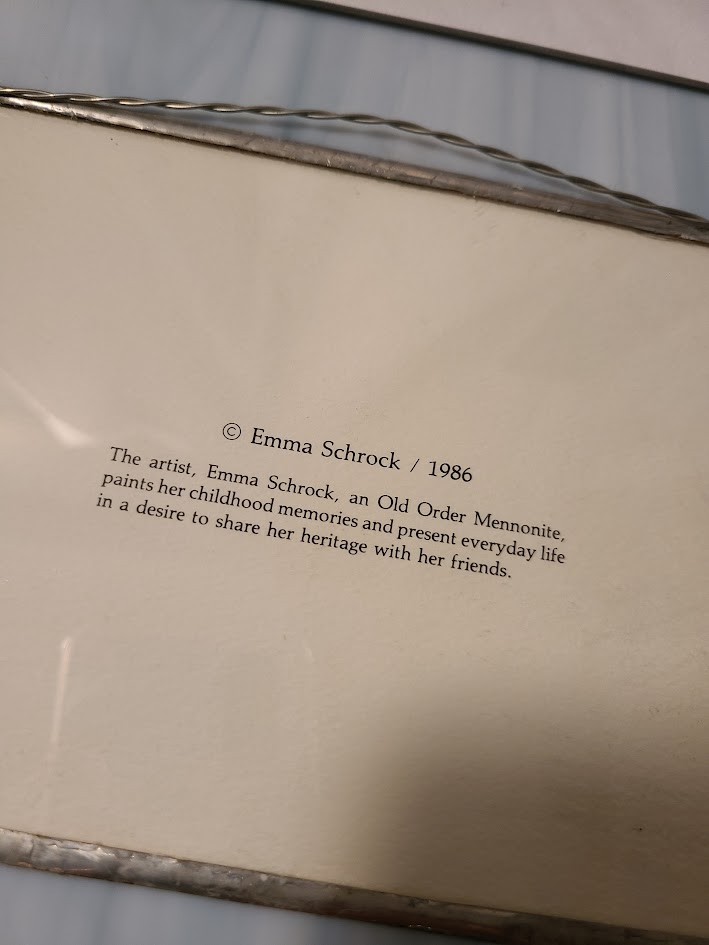 © Emma Schrock / 1986
The artist, Emma Schrock, an Old Order Mennonite,
paints her childhood memories and present everyday life
in a desire to share her heritage with her friends.